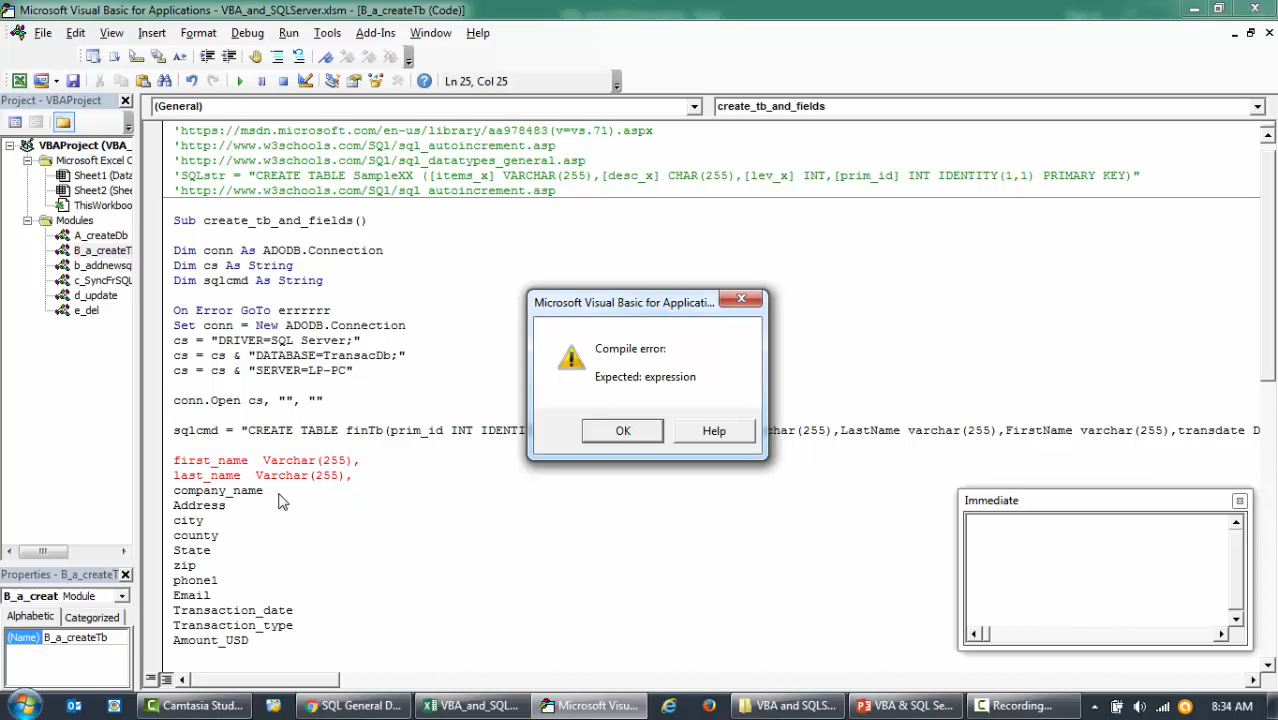 Microsoft Visual Basic for Applications - VBA_and_SQLServer.xlsm - [B_a_createTb (Code)]
File Edit View Insert Format Debug Run Tools Add-Ins Window Help
Ln 25, Col 25
Project - VBAProject
(General)
create_tb_and_fields
VBAProject (VBA_
Microsoft Excel C
Sheet1 (Data
Sheet2 (Shee
ThisWorkboo
Modules
A_createDb
B_a_createT
b_addnewsq
c_SyncFrSQL
d_update
e_del
'https://msdn.microsoft.com/en-us/library/aa978483(v=vs.71).aspx
'http://www.w3schools.com/SQl/sql_autoincrement.asp
'http://www.w3schools.com/SQl/sql_datatypes_general.asp
'SQLstr = "CREATE TABLE SampleXX ([items_x] VARCHAR(255),[desc_x] CHAR(255),[lev_x] INT,[prim_id] INT IDENTITY(1,1) PRIMARY KEY)"
'http://www.w3schools.com/SQl/sql_autoincrement.asp
Sub create_tb_and_fields()
Dim conn As ADODB.Connection
Dim cs As String
Dim sqlcmd As String
On Error GoTo errrrrr
Set conn = New ADODB.Connection
cs = "DRIVER=SQL Server;"
cs = cs & "DATABASE=TransacDb;"
cs = cs & "SERVER=LP-PC"
conn.Open cs, "", ""
sqlcmd = "CREATE TABLE finTb(prim_id INT IDENTI har(255),LastName varchar(255),FirstName varchar(255),transdate D
first_name Varchar(255),
last_name Varchar(255),
company_name
Address
city
county
State
zip
phone1
Email
Transaction_date
Transaction_type
Amount_USD
Microsoft Visual Basic for Applicati...
Compile error:
Expected: expression
OK
Help
Immediate
Properties - B_a_createT
B_a_creat Module
Alphabetic Categorized
(Name) B_a_createTb
Camtasia Stud...
SQL General D...
VBA_and_SQL...
Microsoft Visu...
VBA and SQLS...
VBA & SQL Se...
Recording...
8:34 AM